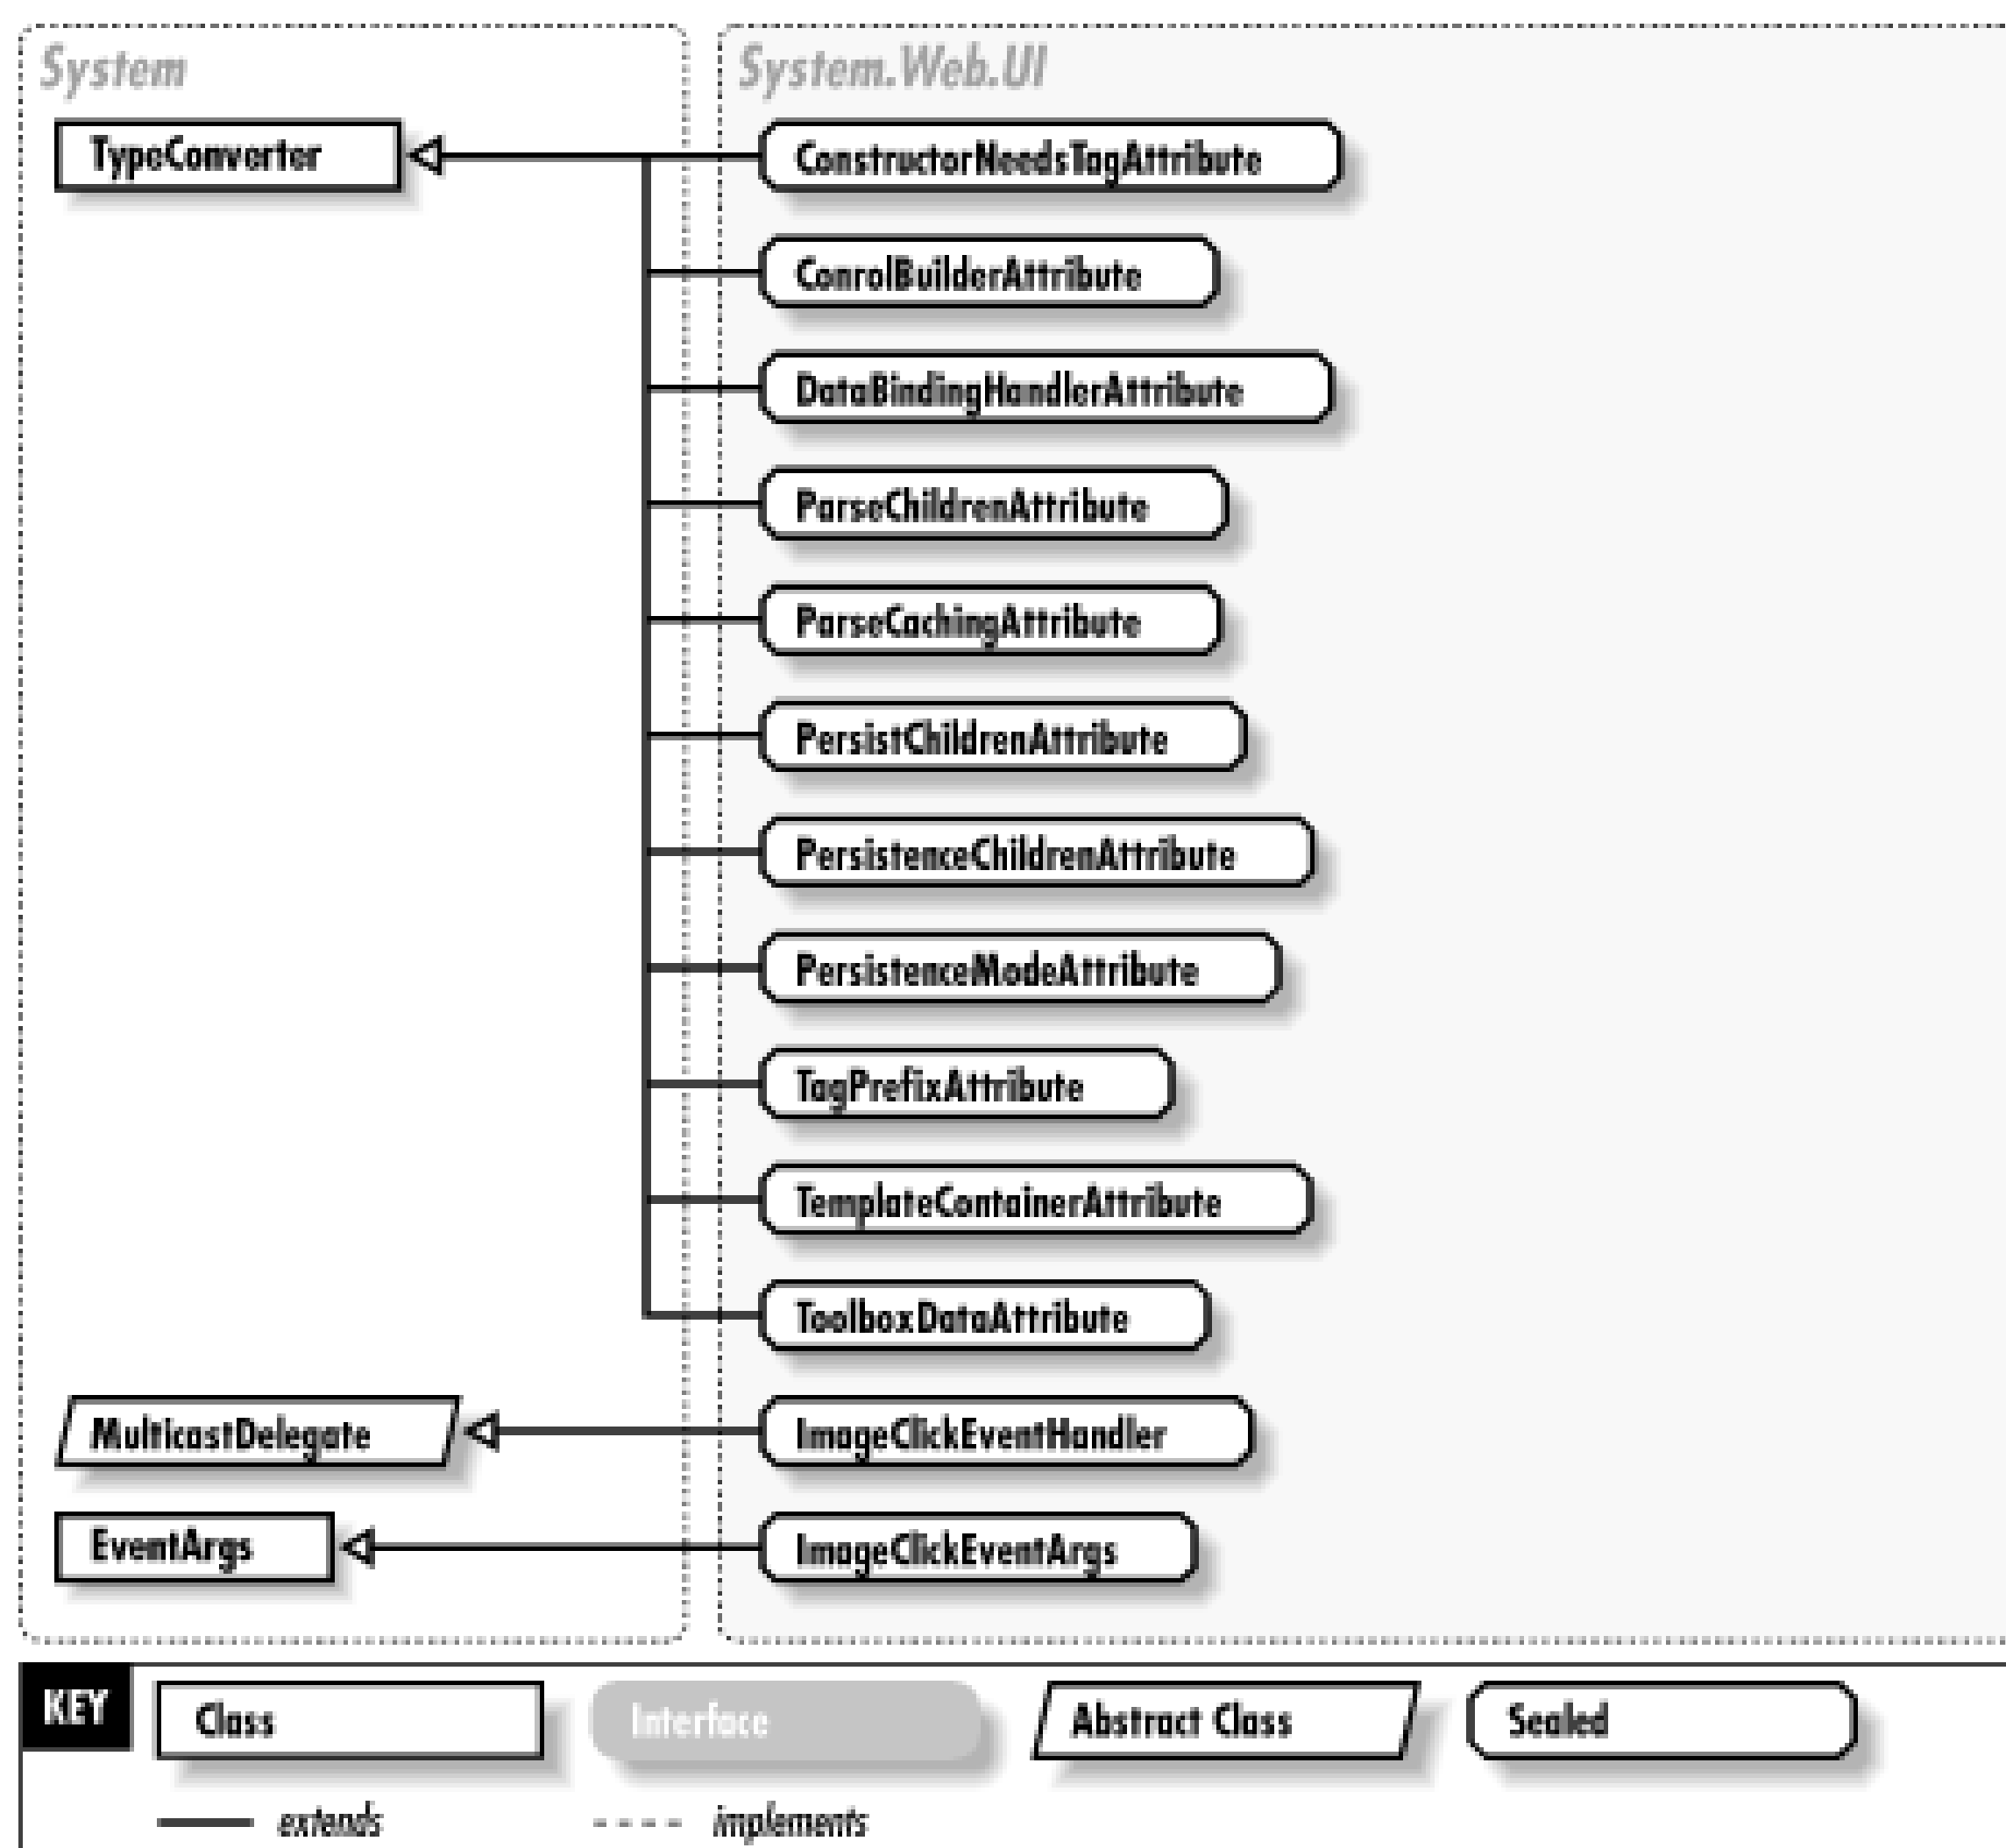 System
System.Web.UI
TypeConverter
ConstructorNeedsTagAttribute
ConrolBuilderAttribute
DataBindingHandlerAttribute
ParseChildrenAttribute
ParseCachingAttribute
PersistChildrenAttribute
PersistenceChildrenAttribute
PersistenceModeAttribute
TagPrefixAttribute
TemplateContainerAttribute
ToolboxDataAttribute
MulticastDelegate
ImageClickEventHandler
EventArgs
ImageClickEventArgs
KEY
Class
Interface
Abstract Class
Sealed
extends
implements